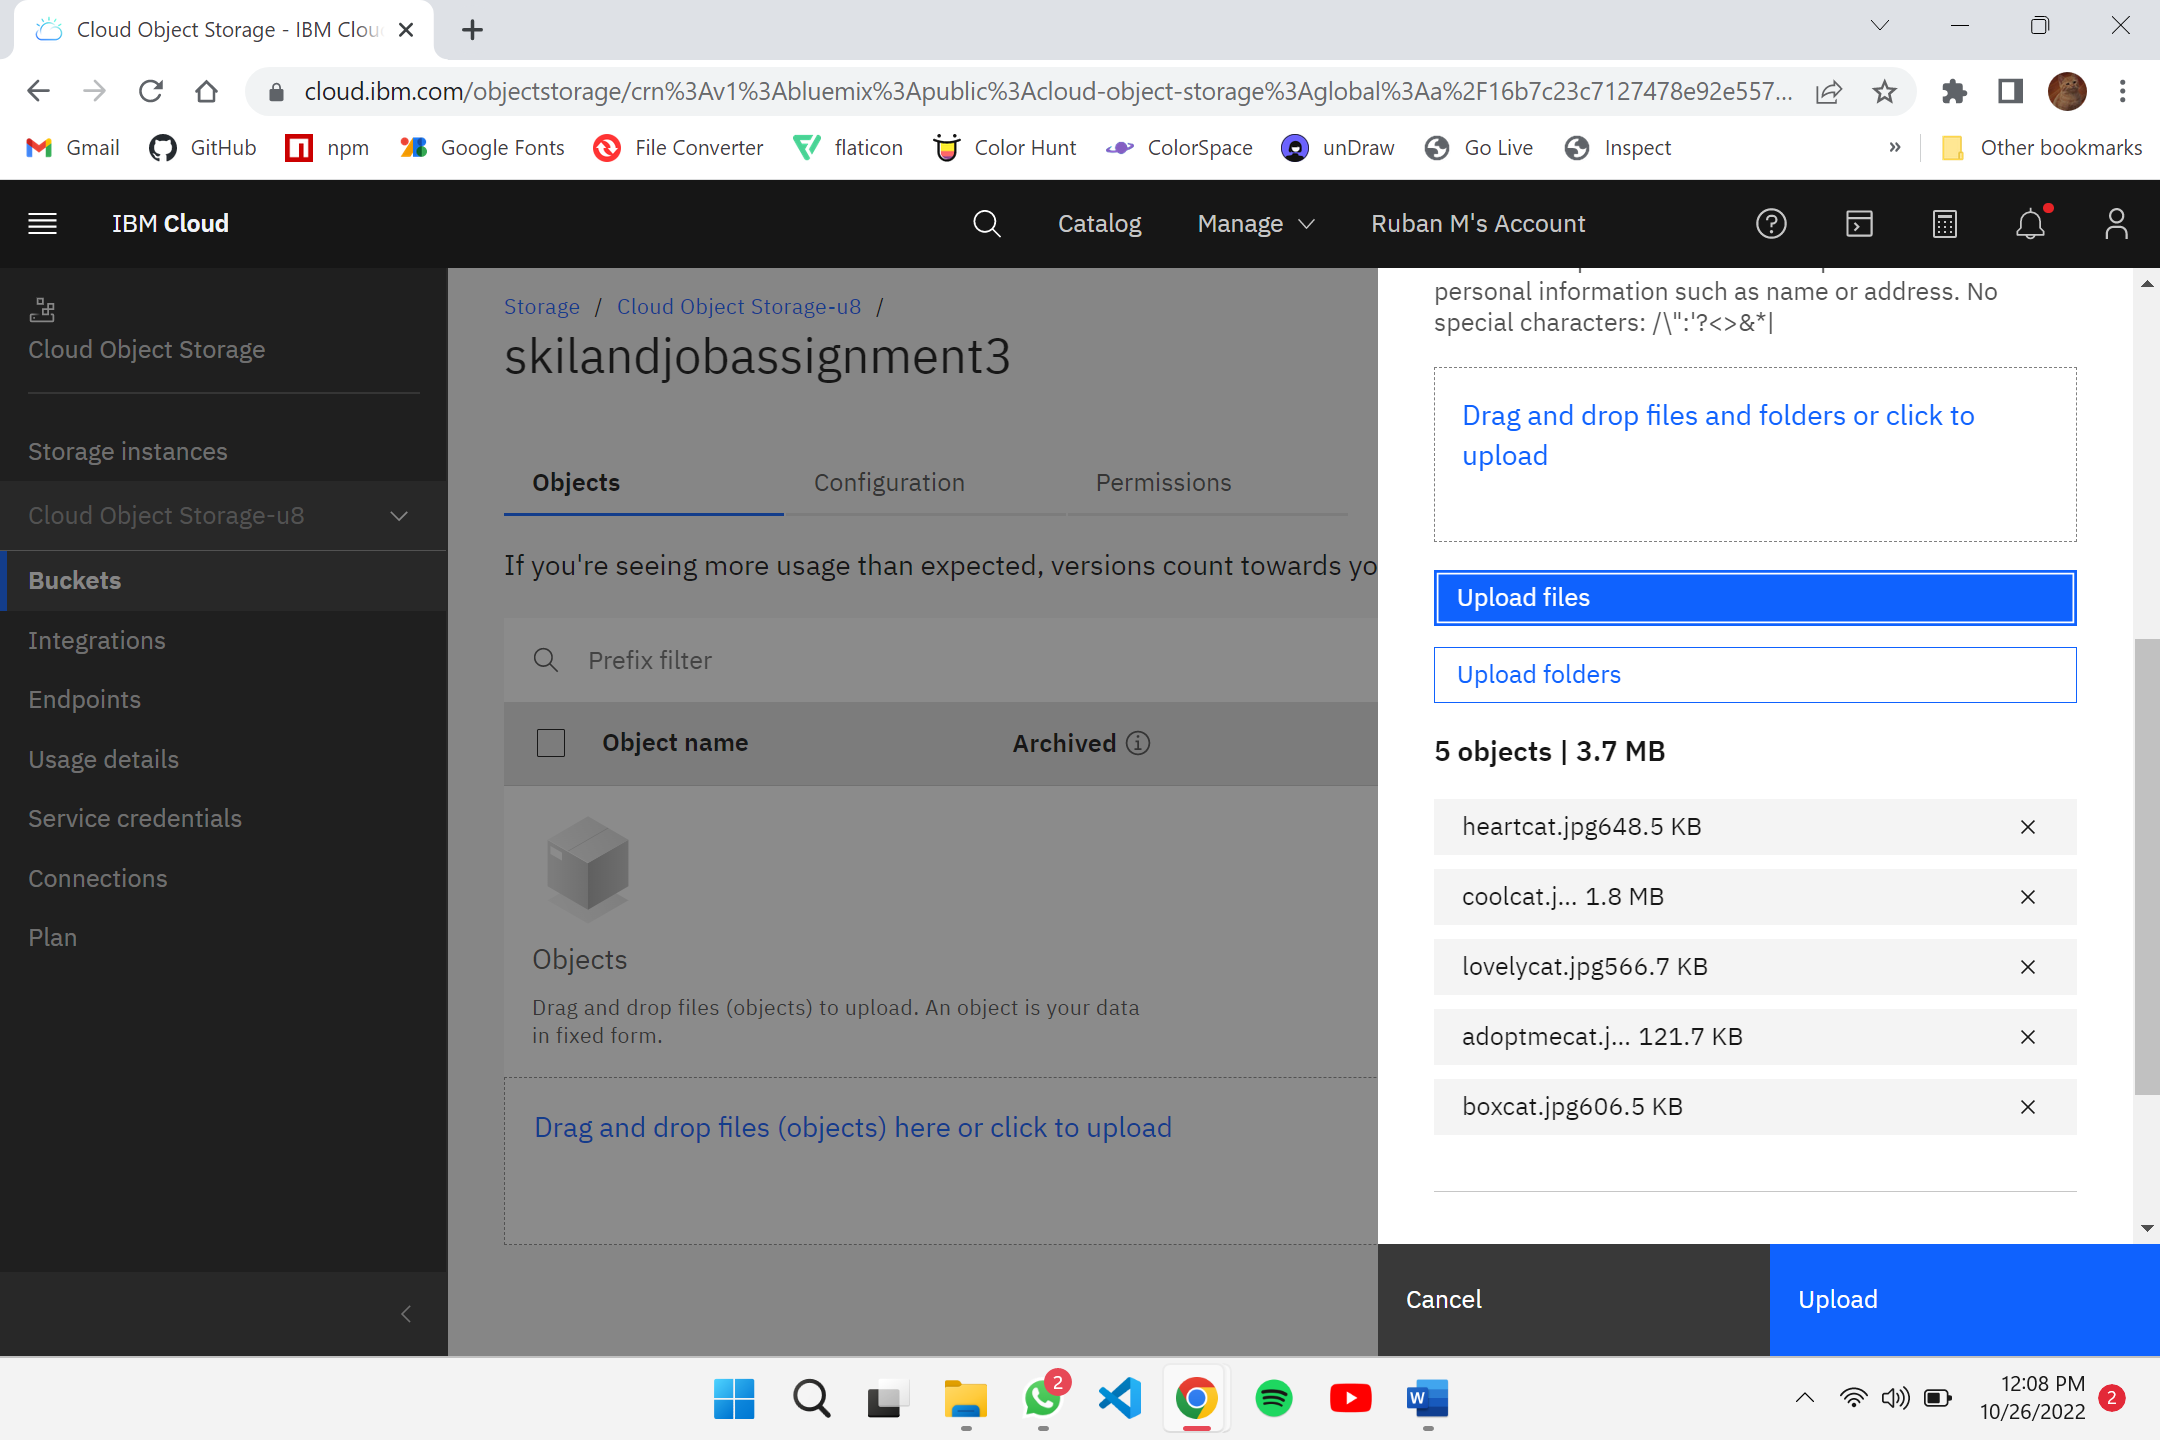 Cloud Object Storage - IBM Clou
cloud.ibm.com/objectstorage/crn%3Av1%3Abluemix%3Apublic%3Acloud-object-storage%3Aglobal%3Aa%2F16b7c23c7127478e92e557...
Gmail GitHub npm Google Fonts File Converter flaticon Color Hunt ColorSpace unDraw Go Live Inspect » Other bookmarks
IBM Cloud Catalog Manage Ruban M's Account
Cloud Object Storage
Storage instances
Cloud Object Storage-u8
Buckets
Integrations
Endpoints
Usage details
Service credentials
Connections
Plan
Storage / Cloud Object Storage-u8 /
skilandjobassignment3
Objects Configuration Permissions
If you're seeing more usage than expected, versions count towards yo
Prefix filter
Object name Archived
Objects
Drag and drop files (objects) to upload. An object is your data
in fixed form.
Drag and drop files (objects) here or click to upload
personal information such as name or address. No
special characters: /\":'?<>&*|
Drag and drop files and folders or click to
upload
Upload files
Upload folders
5 objects | 3.7 MB
heartcat.jpg648.5 KB
coolcat.j... 1.8 MB
lovelycat.jpg566.7 KB
adoptmecat.j... 121.7 KB
boxcat.jpg606.5 KB
Cancel Upload
2
W
12:08 PM
10/26/2022
2